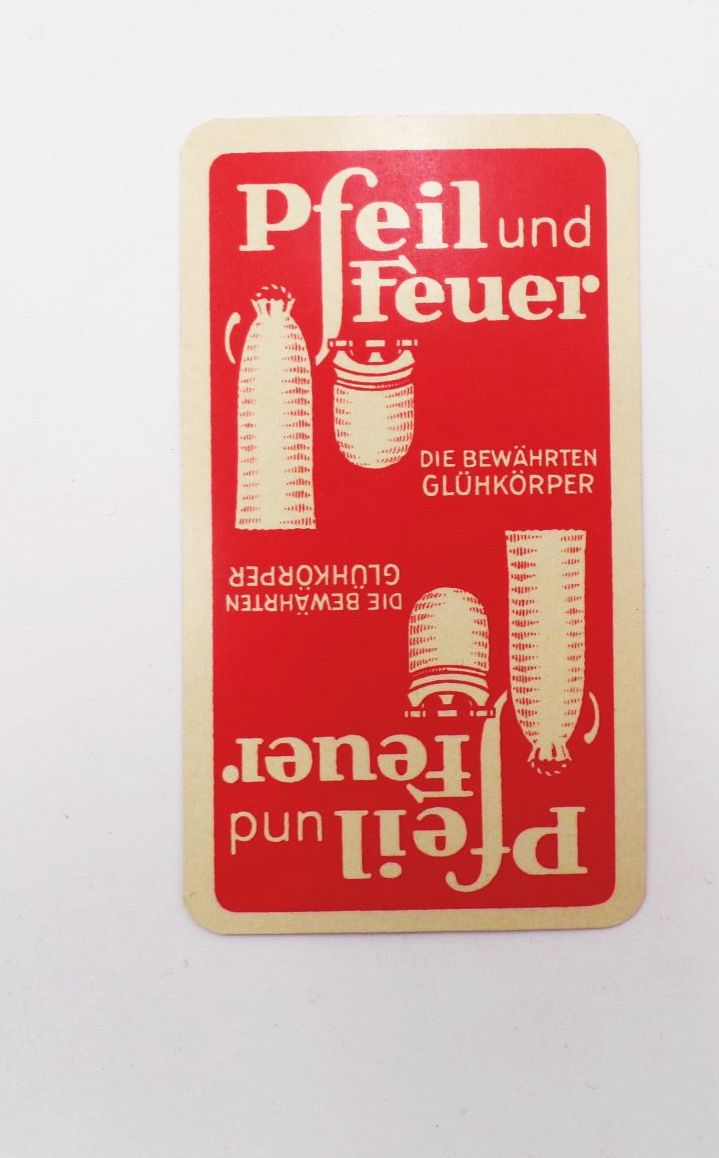 Pfeil und
Feuer
DIE BEWÄHRTEN
GLÜHKÖRPER
DIE BEWÄHRTEN
GLÜHKÖRPER
Pfeil und
Feuer